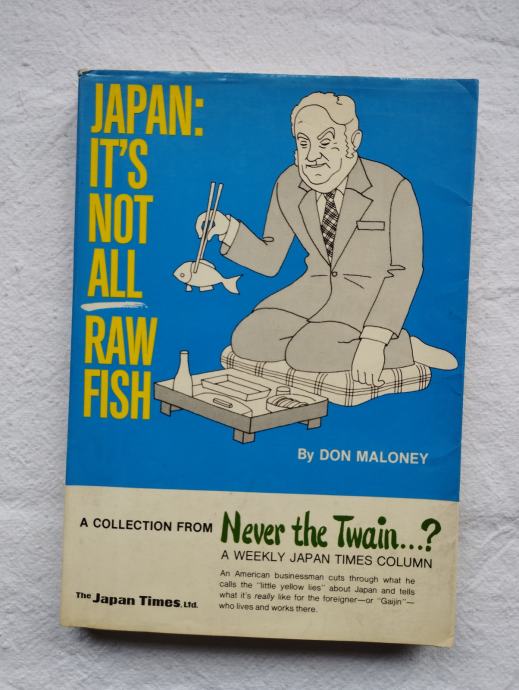 JAPAN:
IT'S
NOT
ALL
RAW
FISH
By DON MALONEY
A COLLECTION FROM Never the Twain...?
A WEEKLY JAPAN TIMES COLUMN
An American businessman cuts through what he
calls the "little yellow lies" about Japan and tells
what it's really like for the foreigner—or "Gaijin"—
who lives and works there.
The Japan Times, Ltd.